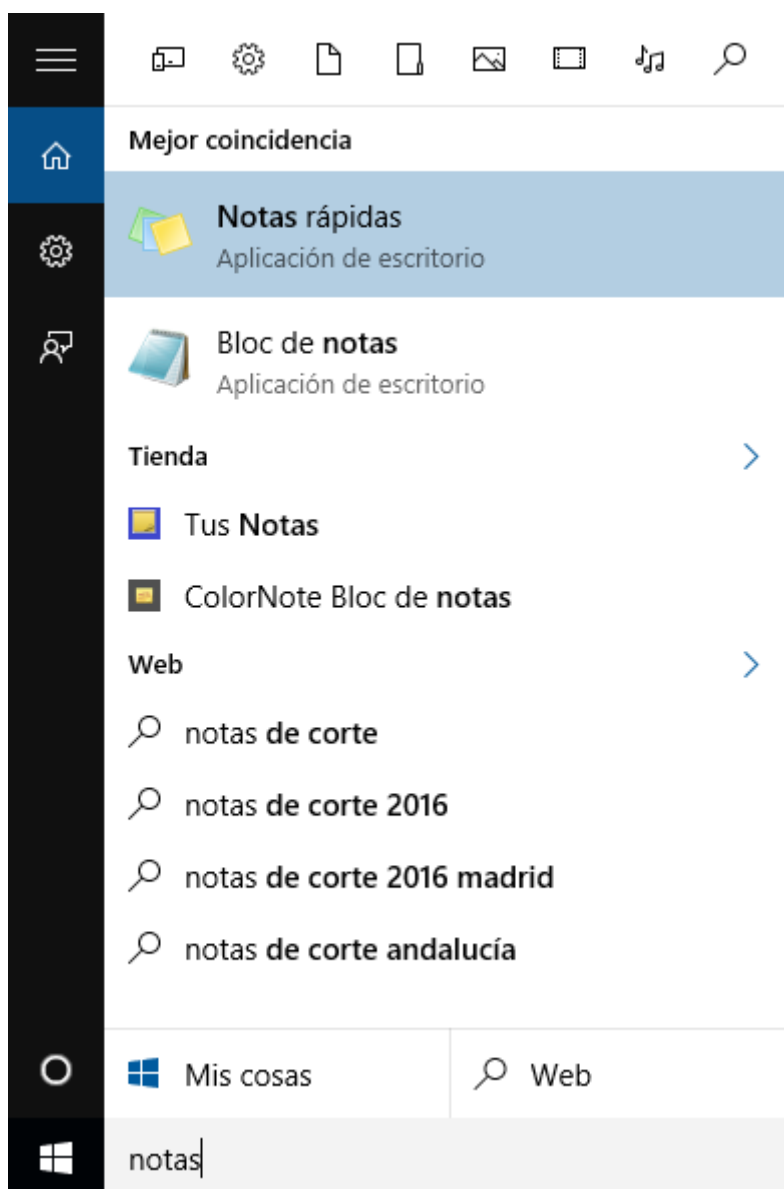 Mejor coincidencia
Notas rápidas
Aplicación de escritorio
Bloc de notas
Aplicación de escritorio
Tienda
Tus Notas
ColorNote Bloc de notas
Web
notas de corte
notas de corte 2016
notas de corte 2016 madrid
notas de corte andalucía
Mis cosas
Web
notas